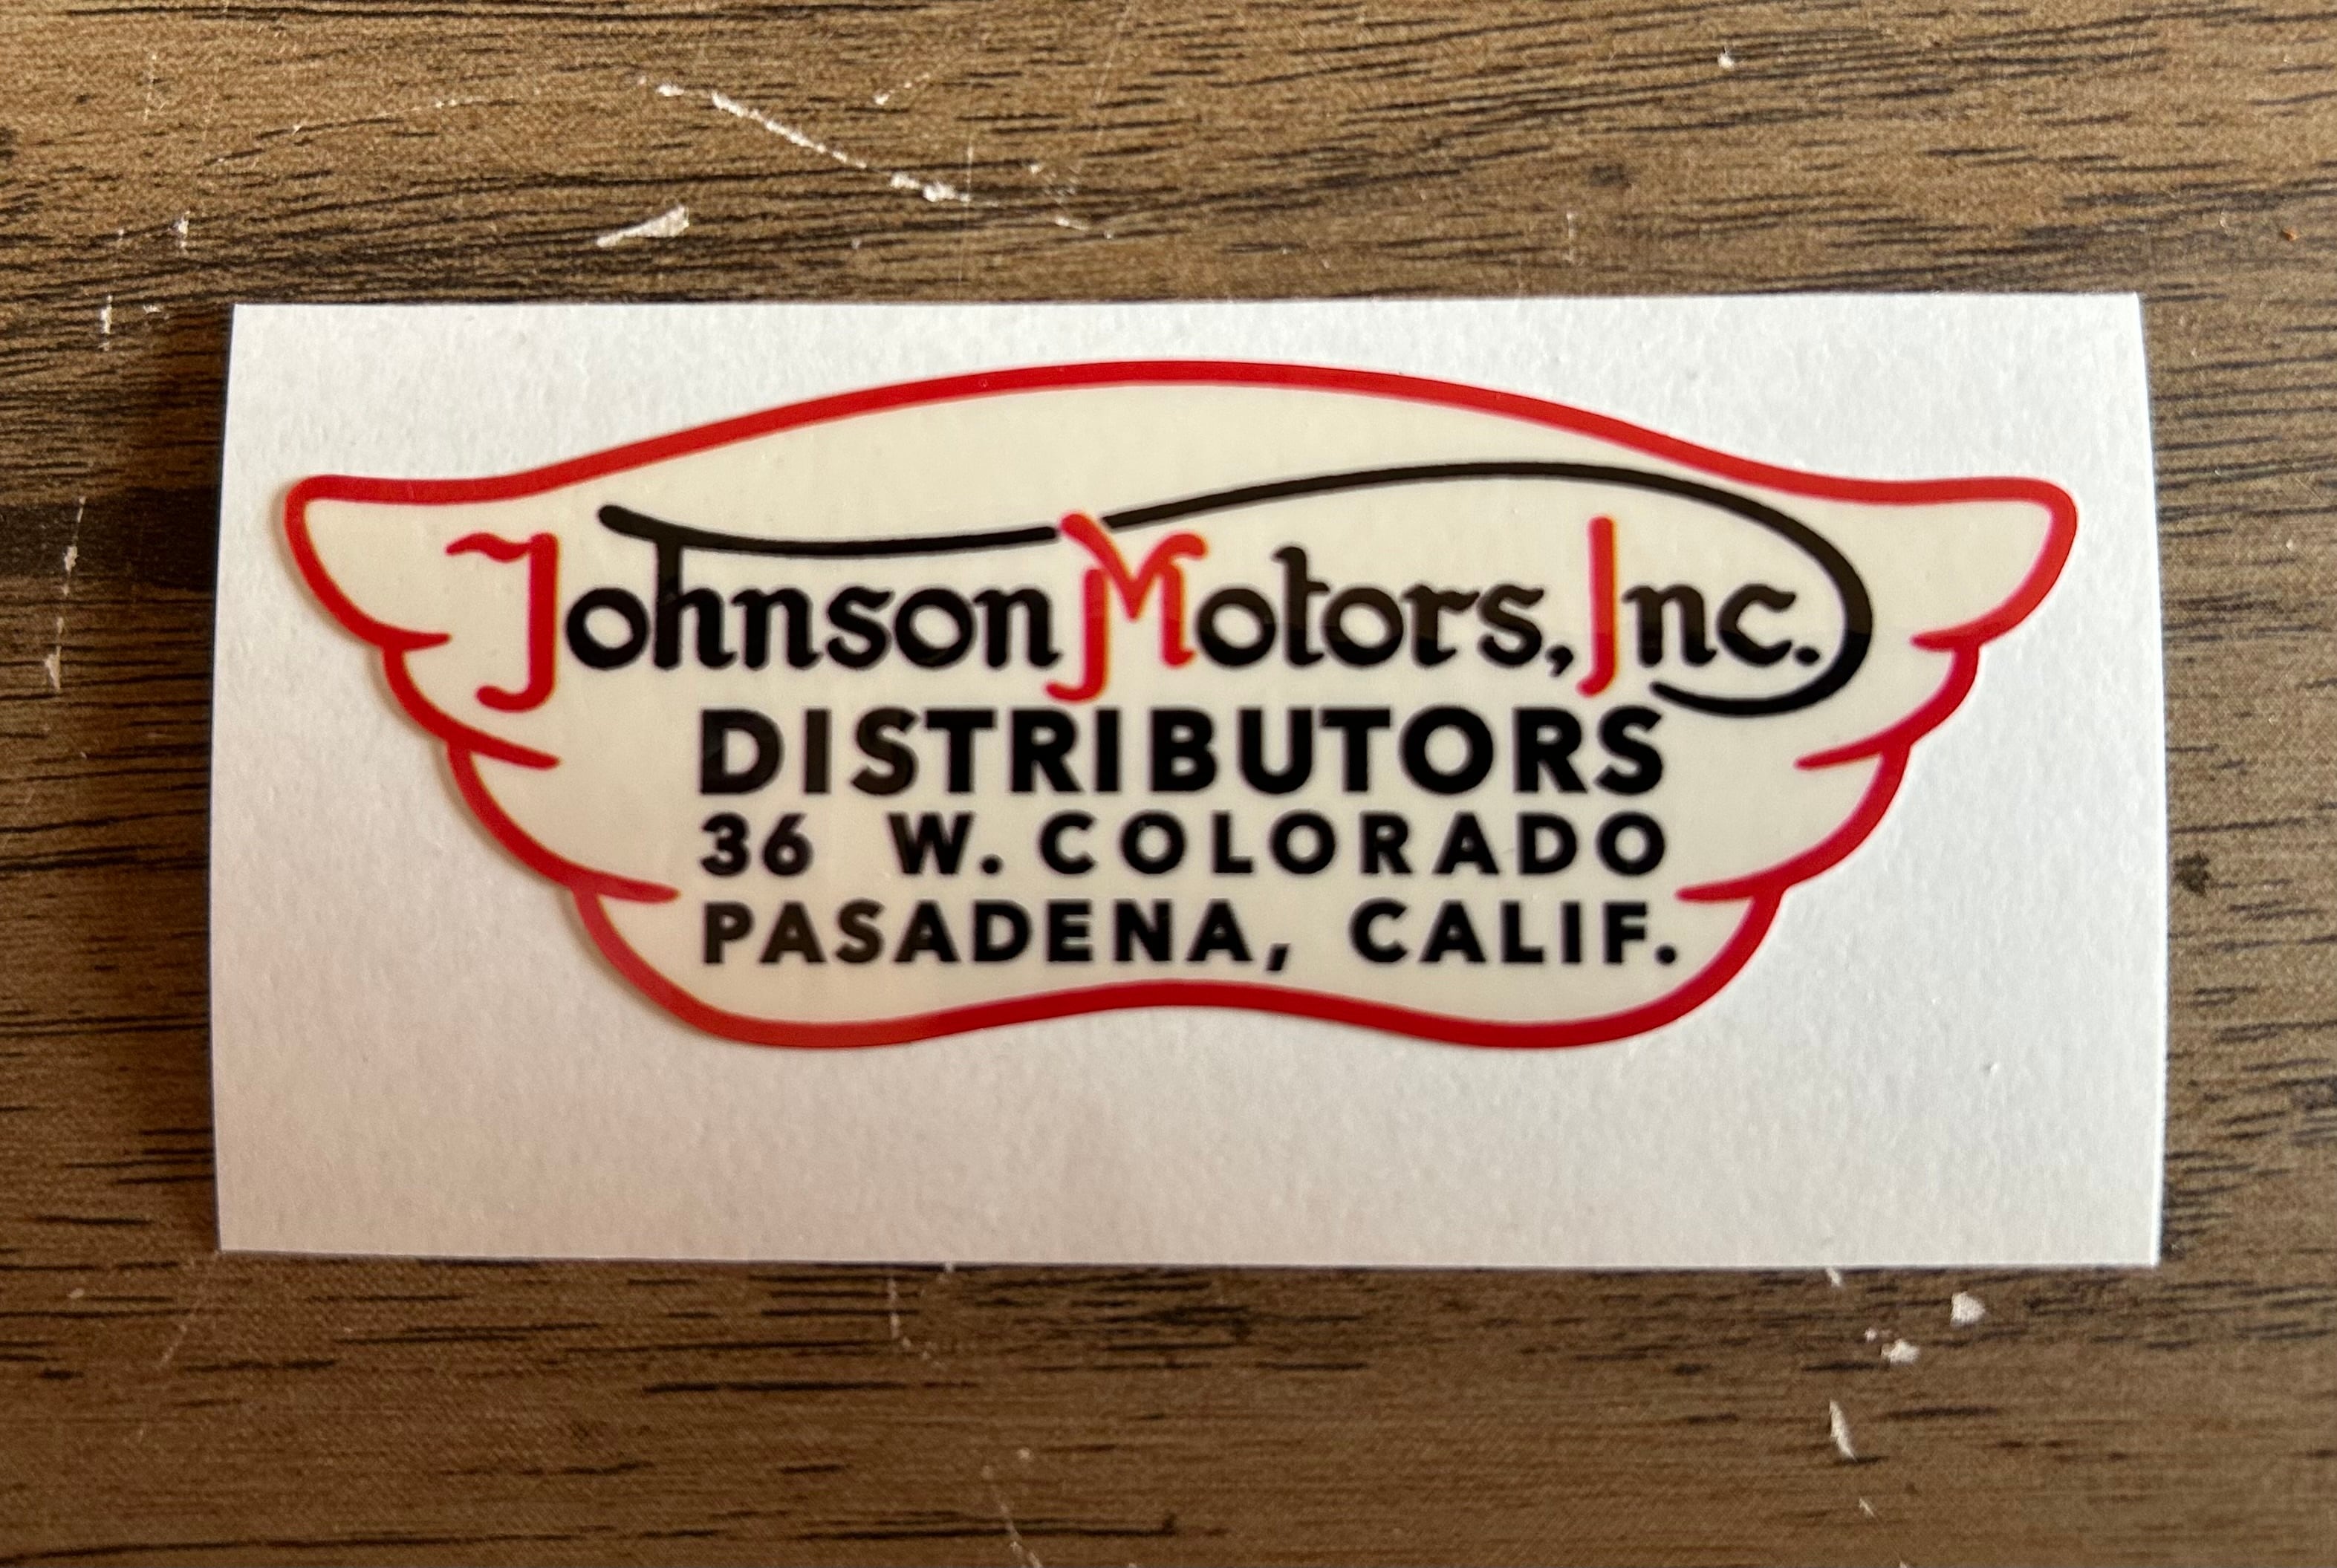 Johnson Motors, Inc.
DISTRIBUTORS
36 W. COLORADO
PASADENA, CALIF.